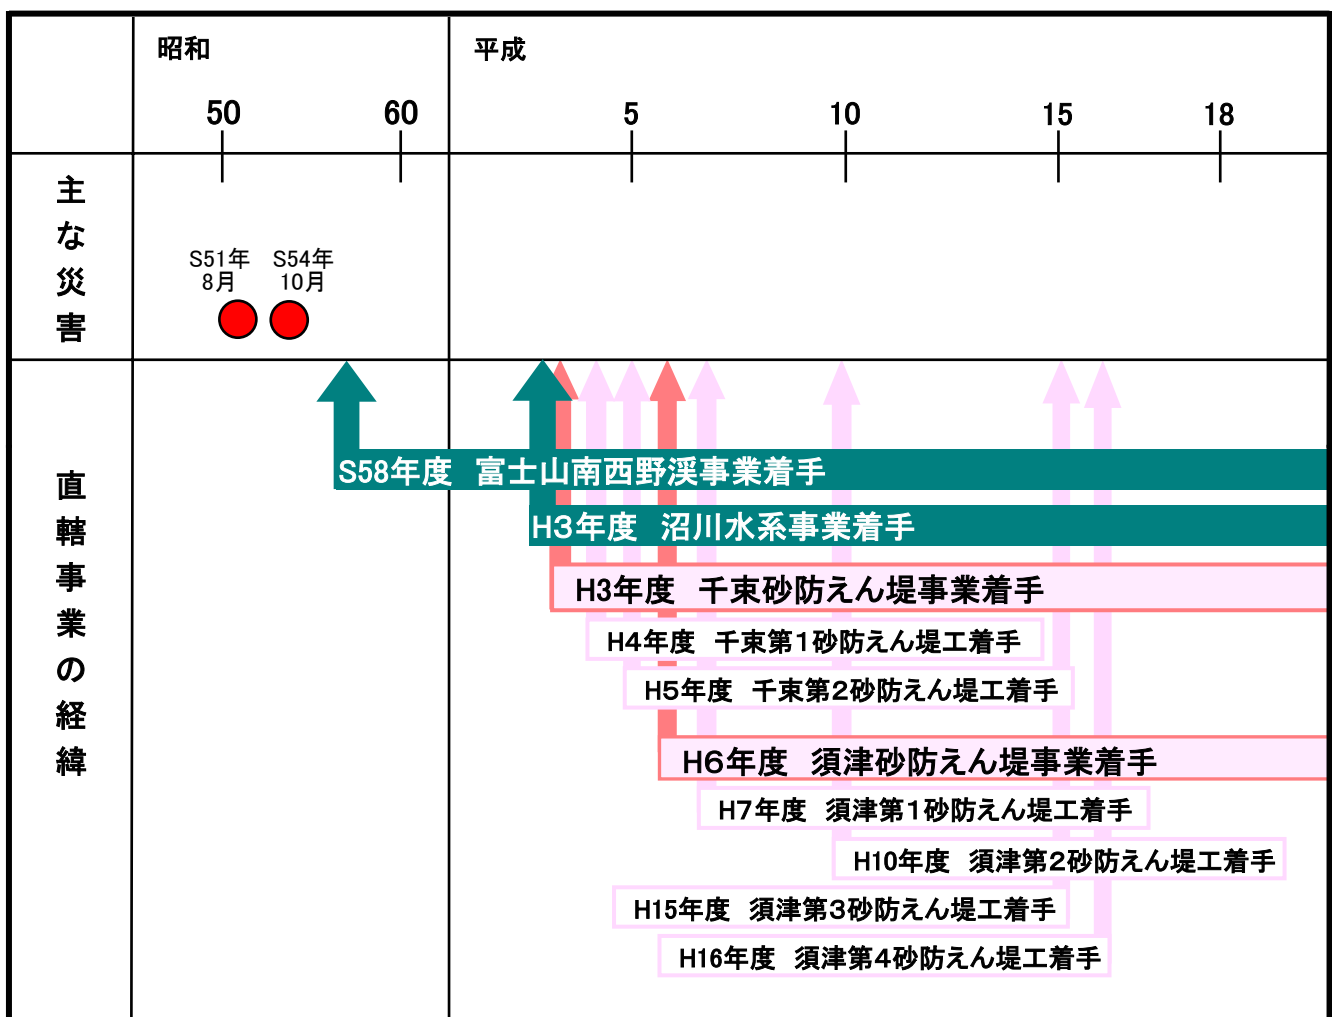 昭和
平成
50
60
5
10
15
18
主な災害
S51年
8月
S54年
10月
直轄事業の経緯
S58年度　富士山南西野渓事業着手
H3年度　沼川水系事業着手
H3年度　千束砂防えん堤事業着手
H4年度　千束第1砂防えん堤工着手
H5年度　千束第2砂防えん堤工着手
H6年度　須津砂防えん堤事業着手
H7年度　須津第1砂防えん堤工着手
H10年度　須津第2砂防えん堤工着手
H15年度　須津第3砂防えん堤工着手
H16年度　須津第4砂防えん堤工着手